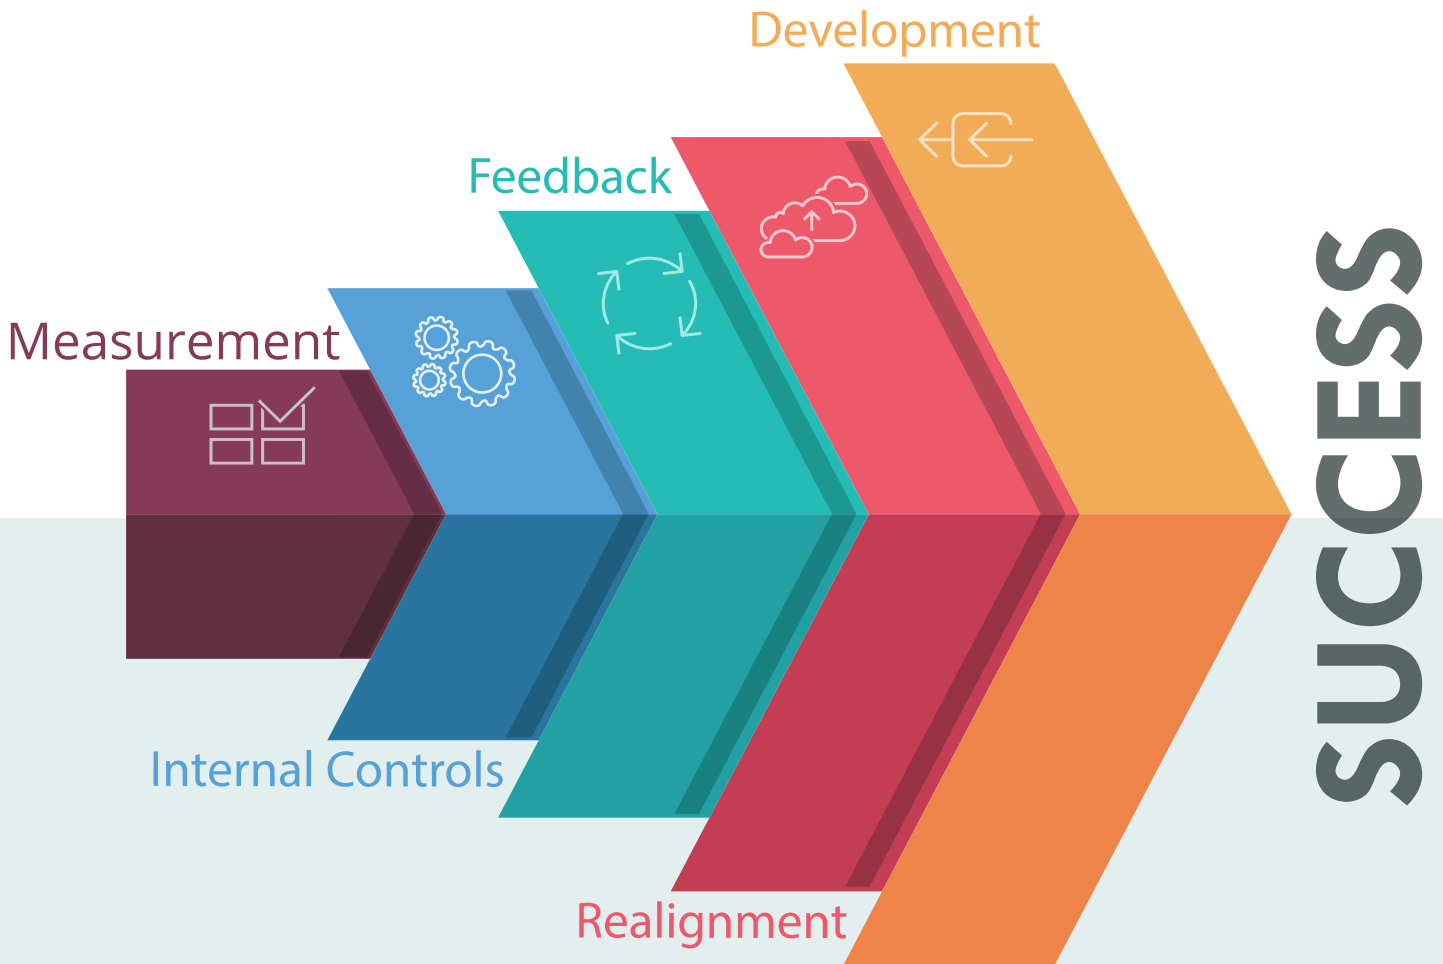 Development
Feedback
Measurement
Internal Controls
Realignment
SUCCESS